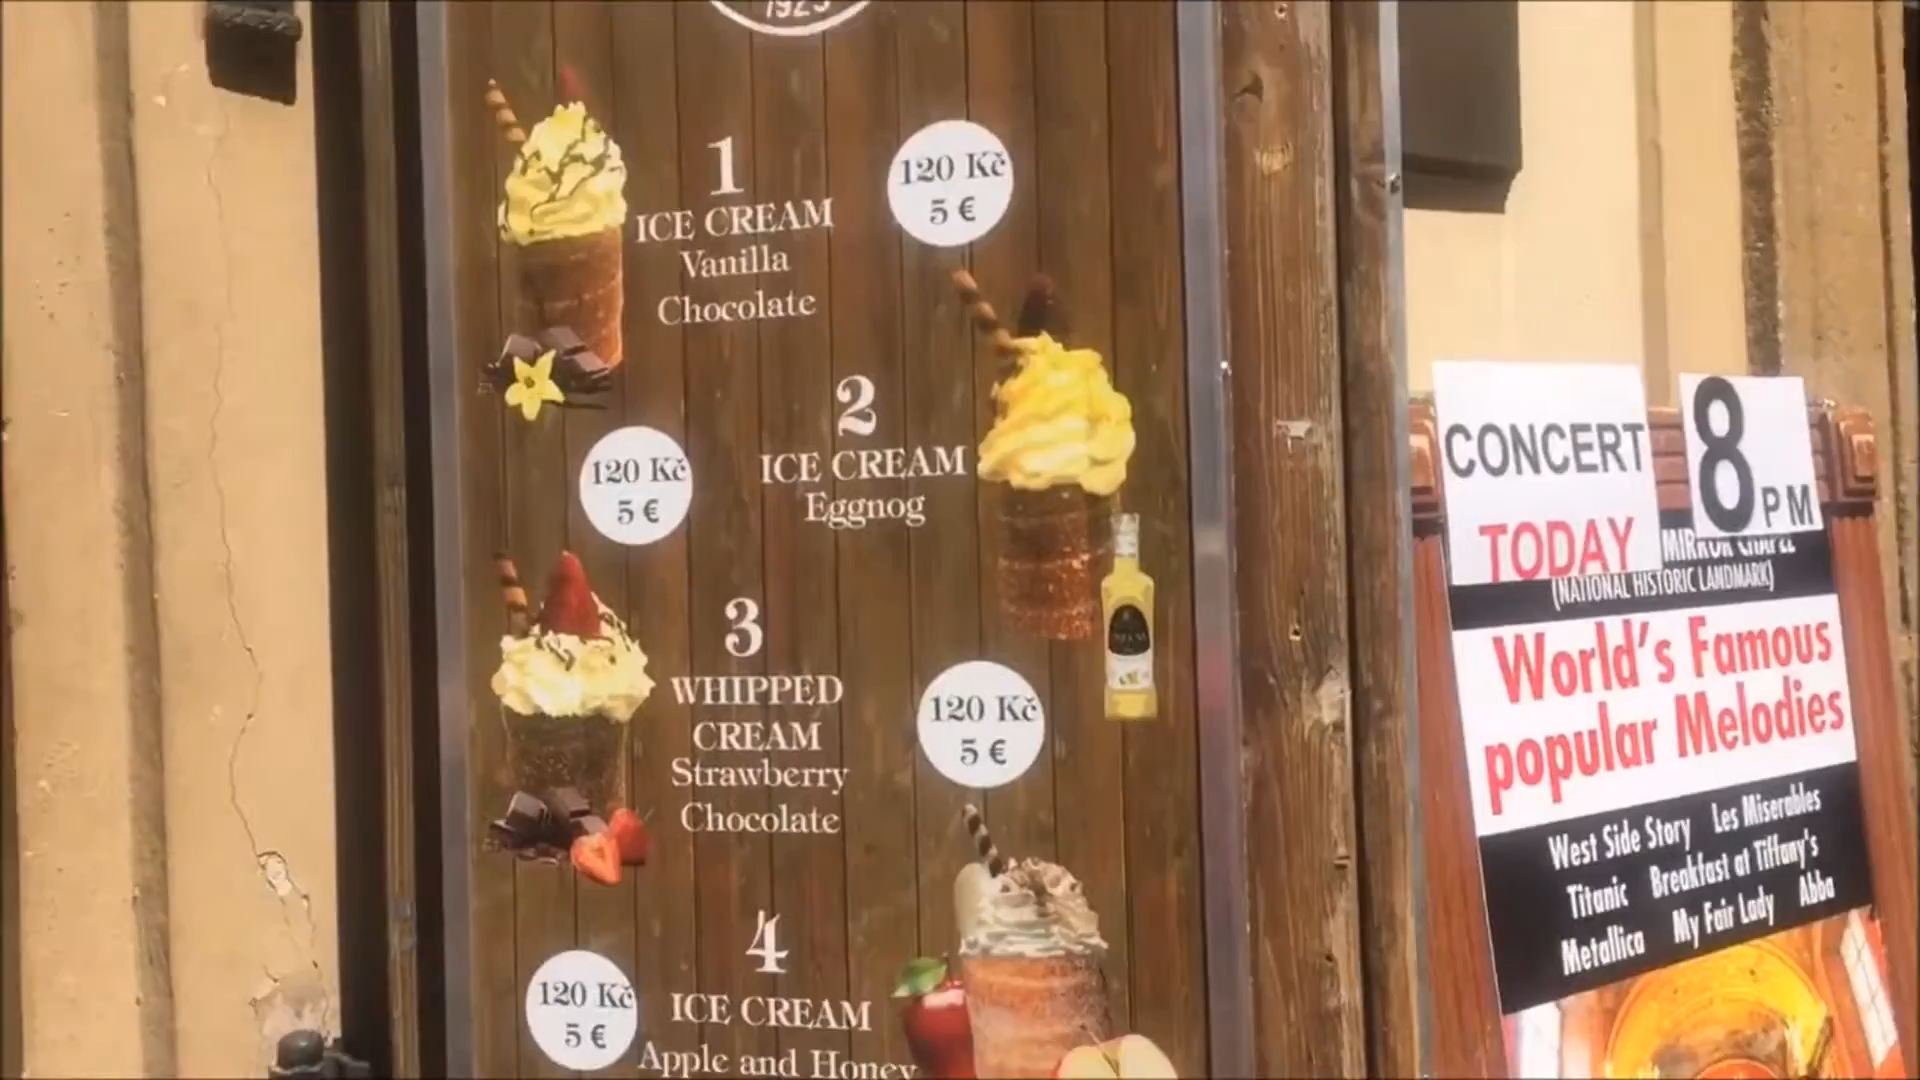 1925
1
ICE CREAM
Vanilla
Chocolate
120 Kč
5 €
2
ICE CREAM
Eggnog
120 Kč
5 €
3
WHIPPED
CREAM
Strawberry
Chocolate
120 Kč
5 €
4
ICE CREAM
Apple and Honey
120 Kč
5 €
CONCERT
TODAY
8 PM
(NATIONAL HISTORIC LANDMARK)
World's Famous
popular Melodies
West Side Story Les Miserables
Titanic Breakfast at Tiffany's
Metallica My Fair Lady Abba